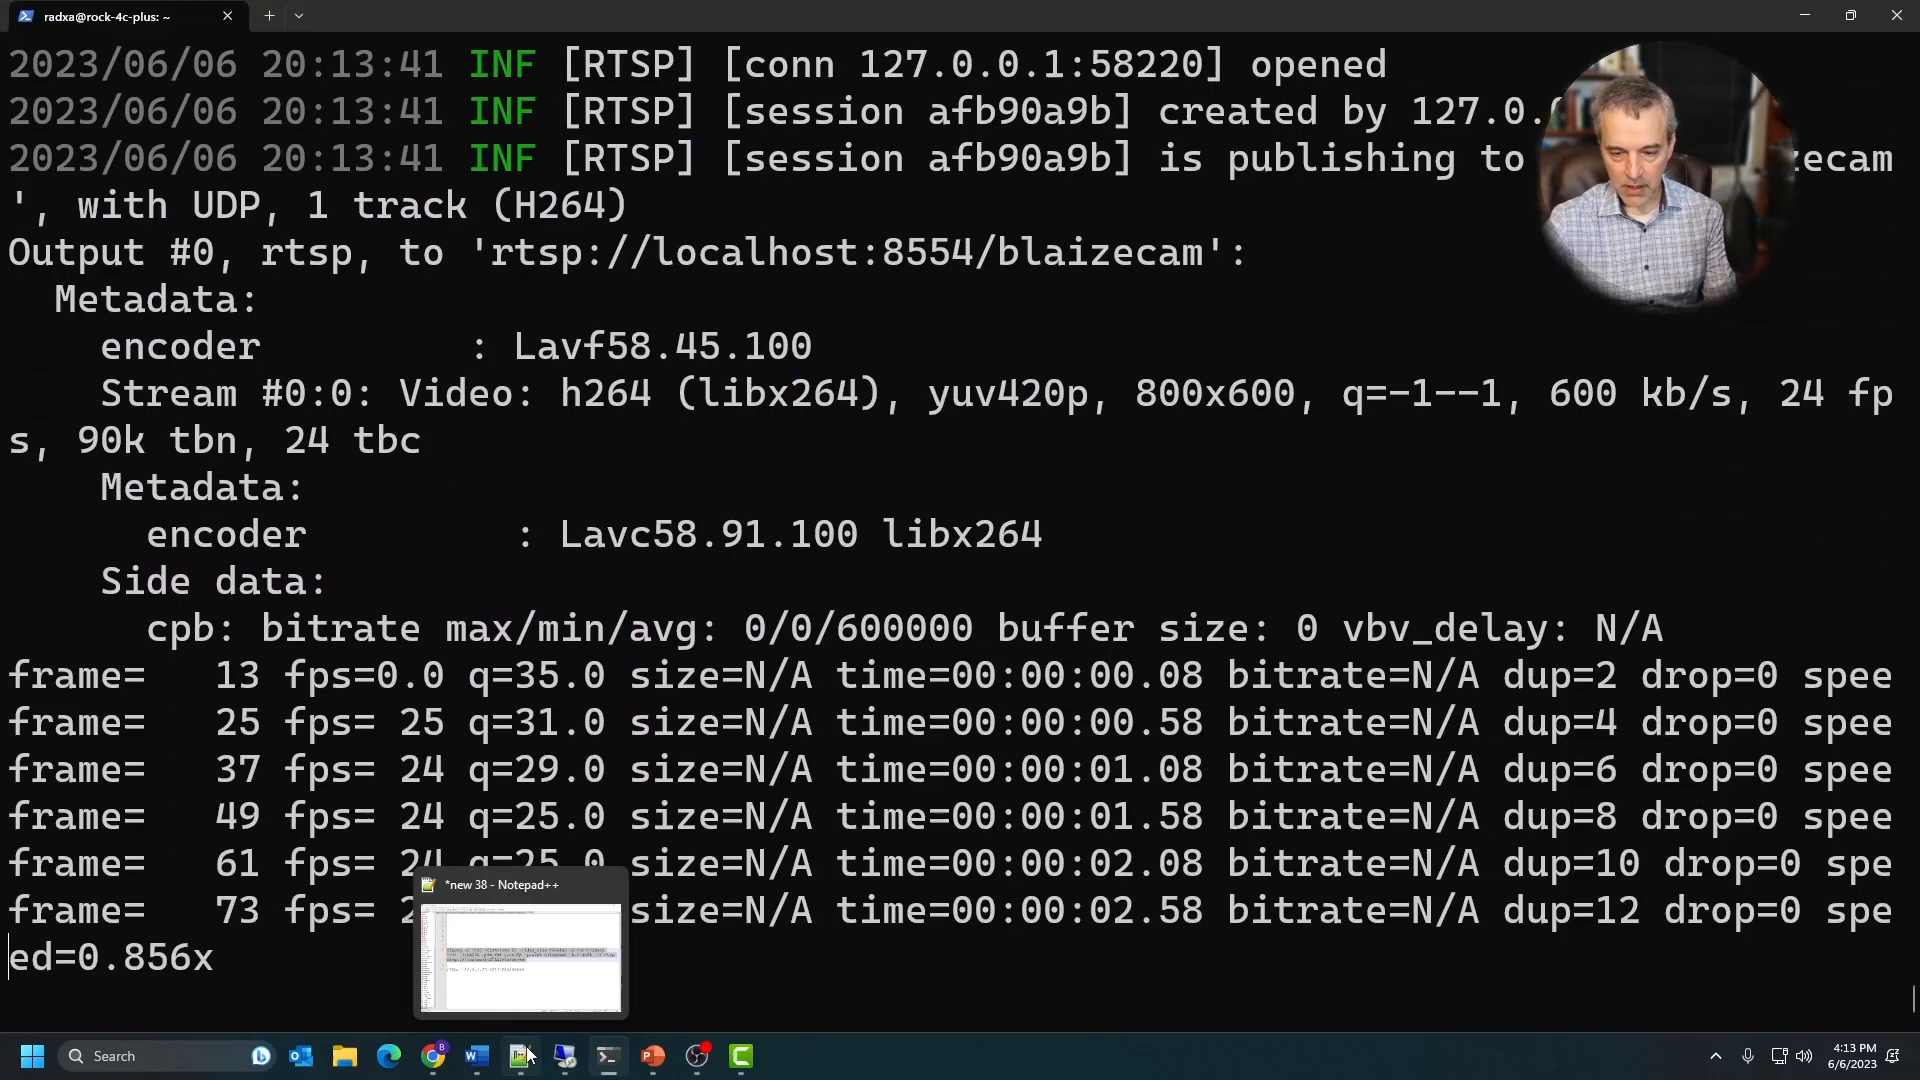 radxa@rock-4c-plus: ~
2023/06/06 20:13:41 INF [RTSP] [conn 127.0.0.1:58220] opened
2023/06/06 20:13:41 INF [RTSP] [session afb90a9b] created by 127.0.
2023/06/06 20:13:41 INF [RTSP] [session afb90a9b] is publishing to zecam
', with UDP, 1 track (H264)
Output #0, rtsp, to 'rtsp://localhost:8554/blaizecam':
Metadata:
encoder : Lavf58.45.100
Stream #0:0: Video: h264 (libx264), yuv420p, 800x600, q=-1--1, 600 kb/s, 24 fp
s, 90k tbn, 24 tbc
Metadata:
encoder : Lavc58.91.100 libx264
Side data:
cpb: bitrate max/min/avg: 0/0/600000 buffer size: 0 vbv_delay: N/A
frame= 13 fps=0.0 q=35.0 size=N/A time=00:00:00.08 bitrate=N/A dup=2 drop=0 spee
frame= 25 fps= 25 q=31.0 size=N/A time=00:00:00.58 bitrate=N/A dup=4 drop=0 spee
frame= 37 fps= 24 q=29.0 size=N/A time=00:00:01.08 bitrate=N/A dup=6 drop=0 spee
frame= 49 fps= 24 q=25.0 size=N/A time=00:00:01.58 bitrate=N/A dup=8 drop=0 spee
frame= 61 fps= 24 q=25.0 size=N/A time=00:00:02.08 bitrate=N/A dup=10 drop=0 spe
*new 38 - Notepad++
frame= 73 fps= 2 size=N/A time=00:00:02.58 bitrate=N/A dup=12 drop=0 spe
ed=0.856x
Search
4:13 PM
6/6/2023